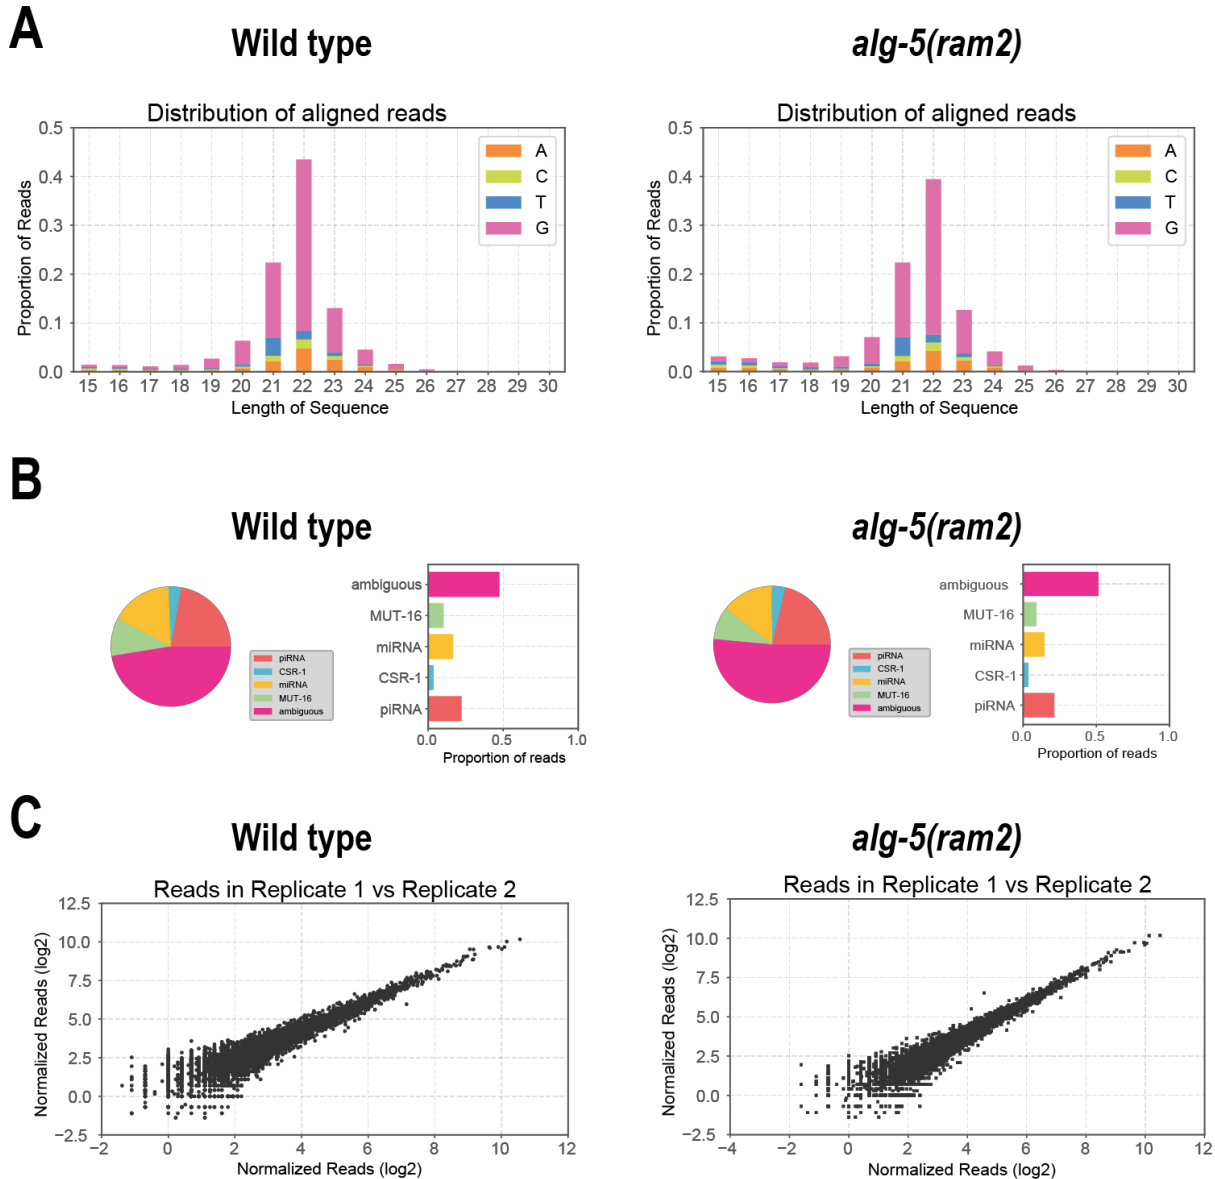 A
Wild type
alg-5(ram2)
Distribution of aligned reads
Distribution of aligned reads
Proportion of Reads
0.5
0.4
0.3
0.2
0.1
0.0
A
C
T
G
15 16 17 18 19 20 21 22 23 24 25 26 27 28 29 30
Length of Sequence
Proportion of Reads
0.5
0.4
0.3
0.2
0.1
0.0
A
C
T
G
15 16 17 18 19 20 21 22 23 24 25 26 27 28 29 30
Length of Sequence
B
Wild type
alg-5(ram2)
piRNA
CSR-1
miRNA
MUT-16
ambiguous
ambiguous
MUT-16
miRNA
CSR-1
piRNA
0.0 0.5 1.0
Proportion of reads
piRNA
CSR-1
miRNA
MUT-16
ambiguous
ambiguous
MUT-16
miRNA
CSR-1
piRNA
0.0 0.5 1.0
Proportion of reads
C
Wild type
alg-5(ram2)
Reads in Replicate 1 vs Replicate 2
Normalized Reads (log2)
12.5
10.0
7.5
5.0
2.5
0.0
−2.5
−2 0 2 4 6 8 10 12
Normalized Reads (log2)
Reads in Replicate 1 vs Replicate 2
Normalized Reads (log2)
12.5
10.0
7.5
5.0
2.5
0.0
−2.5
−4 −2 0 2 4 6 8 10 12
Normalized Reads (log2)